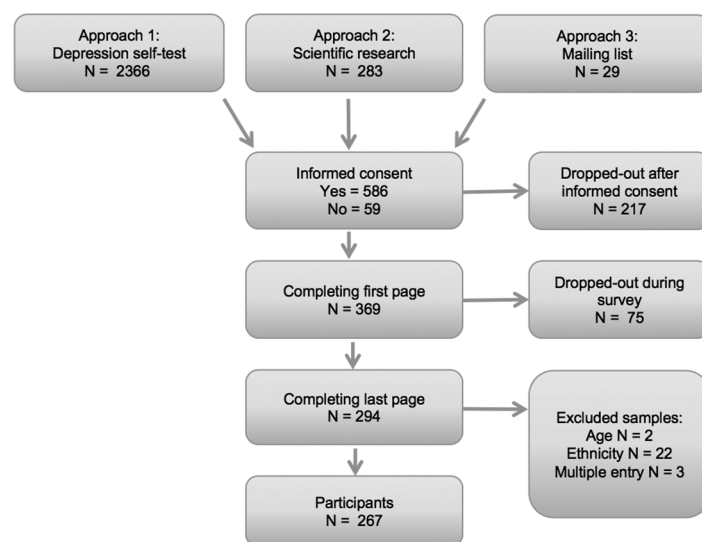 Approach 1:
Depression self-test
N = 2366
Approach 2:
Scientific research
N = 283
Approach 3:
Mailing list
N = 29
Informed consent
Yes = 586
No = 59
Dropped-out after
informed consent
N = 217
Completing first page
N = 369
Dropped-out during
survey
N = 75
Completing last page
N = 294
Excluded samples:
Age N = 2
Ethnicity N = 22
Multiple entry N = 3
Participants
N = 267